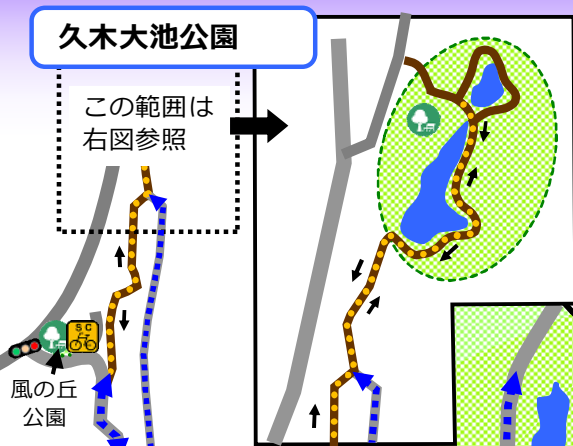 久木大池公園
この範囲は
右図参照
SC
風の丘
公園